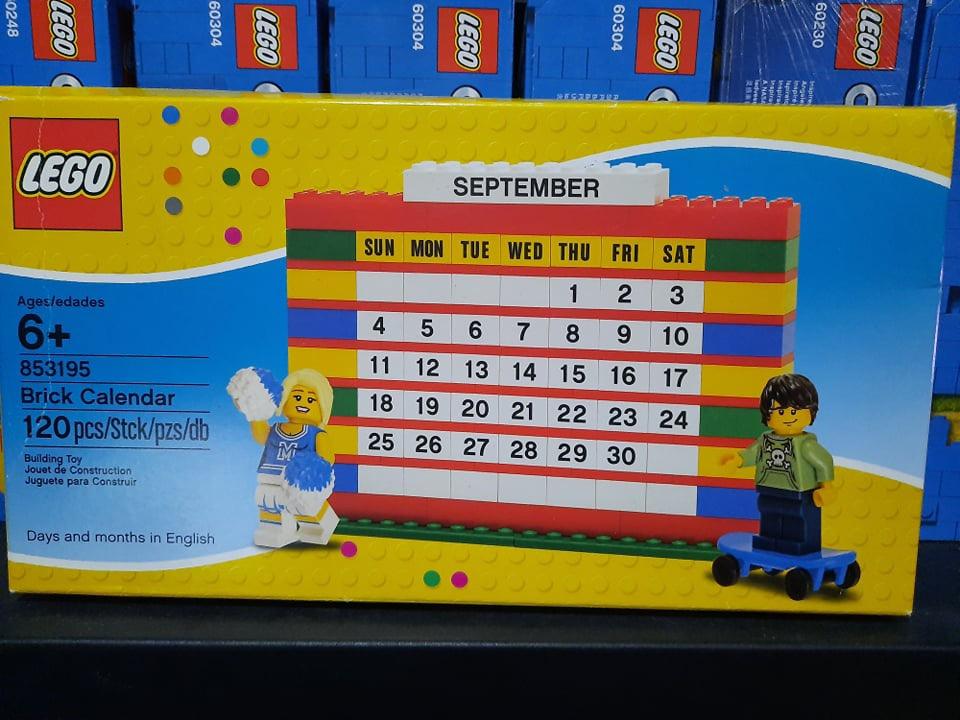 60248
LEGO
60304
LEGO
60304
LEGO
60304
LEGO
60230
LEGO
LEGO
SEPTEMBER
SUN MON TUE WED THU FRI SAT
1 2 3
4 5 6 7 8 9 10
11 12 13 14 15 16 17
18 19 20 21 22 23 24
25 26 27 28 29 30
Ages/edades
6+
853195
Brick Calendar
120 pcs/Stck/pzs/db
Building Toy
Jouet de Construction
Juguete para Construir
Days and months in English
M